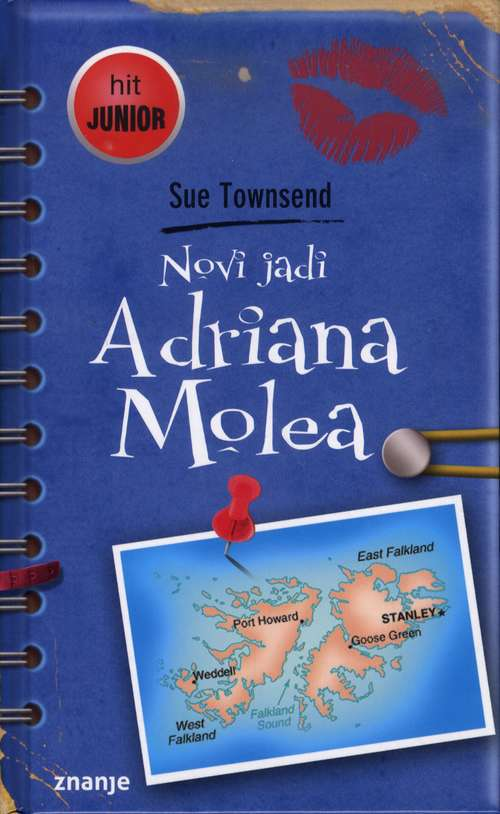 hit
JUNIOR
Sue Townsend
Novi jadi
Adriana
Molea
East Falkland
Port Howard
STANLEY
Goose Green
Weddell
West
Falkland
Falkland
Sound
znanje